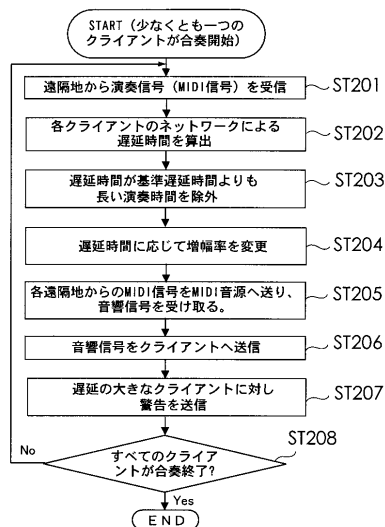 START (少なくとも一つの
クライアントが合奏開始)
遠隔地から演奏信号(MIDI信号)を受信
ST201
各クライアントのネットワークによる
遅延時間を算出
ST202
遅延時間が基準遅延時間よりも
長い演奏時間を除外
ST203
遅延時間に応じて増幅率を変更
ST204
各遠隔地からのMIDI信号をMIDI音源へ送り、
音響信号を受け取る。
ST205
音響信号をクライアントへ送信
ST206
遅延の大きなクライアントに対し
警告を送信
ST207
すべてのクライ
アントが合奏終了?
ST208
No
Yes
END